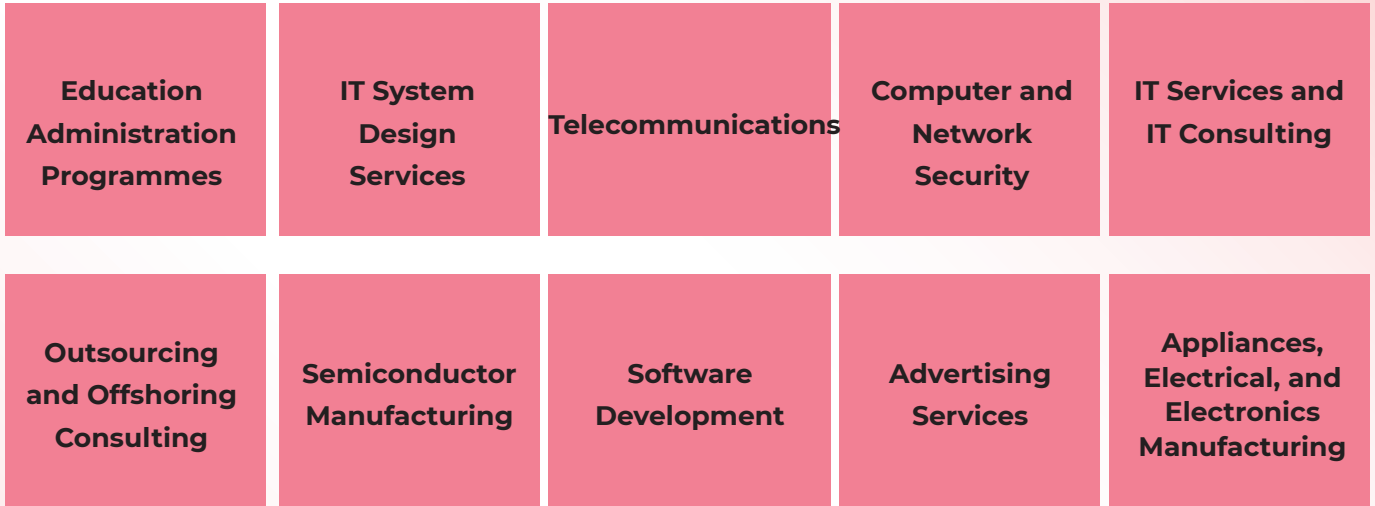 Education
Administration
Programmes
IT System
Design
Services
Telecommunications
Computer and
Network
Security
IT Services and
IT Consulting
Outsourcing
and Offshoring
Consulting
Semiconductor
Manufacturing
Software
Development
Advertising
Services
Appliances,
Electrical, and
Electronics
Manufacturing